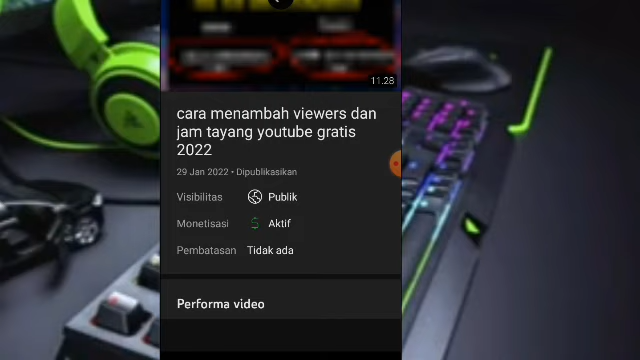 11.28
cara menambah viewers dan
jam tayang youtube gratis
2022
29 Jan 2022 • Dipublikasikan
Visibilitas Publik
Monetisasi $ Aktif
Pembatasan Tidak ada
Performa video